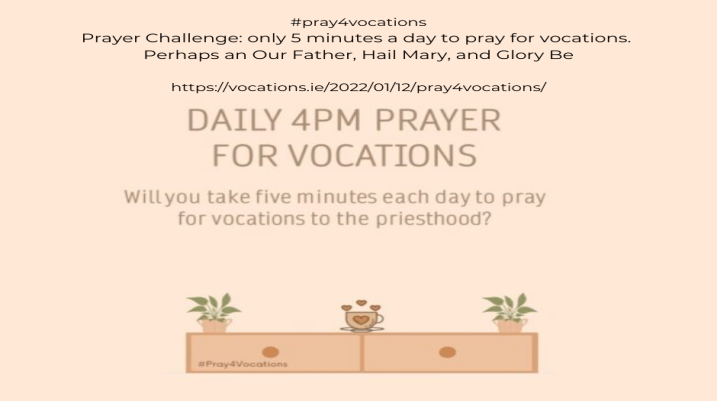 #pray4vocations
Prayer Challenge: only 5 minutes a day to pray for vocations.
Perhaps an Our Father, Hail Mary, and Glory Be
https://vocations.ie/2022/01/12/pray4vocations/
DAILY 4PM PRAYER
FOR VOCATIONS
Will you take five minutes each day to pray
for vocations to the priesthood?
#Pray4Vocations